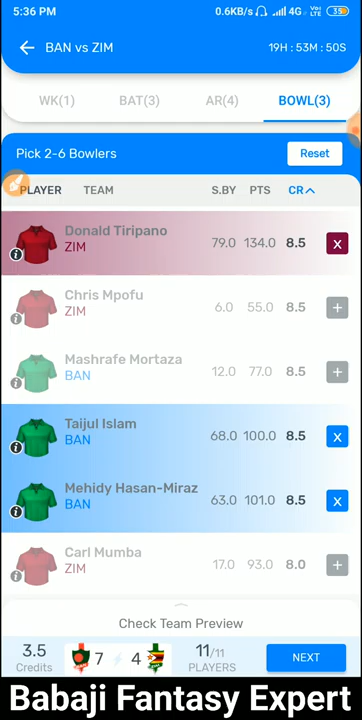 5:36 PM 0.6KB/s 4G VoLTE 35
BAN vs ZIM 19H : 53M : 50S
WK(1) BAT(3) AR(4) BOWL(3)
Pick 2-6 Bowlers Reset
PLAYER TEAM S.BY PTS CR
Donald Tiripano
ZIM 79.0 134.0 8.5 X
Chris Mpofu
ZIM 6.0 55.0 8.5 +
Mashrafe Mortaza
BAN 12.0 77.0 8.5 +
Taijul Islam
BAN 68.0 100.0 8.5 X
Mehidy Hasan-Miraz
BAN 63.0 101.0 8.5 X
Carl Mumba
ZIM 17.0 93.0 8.0 +
Check Team Preview
3.5 7 4 11/11
Credits PLAYERS NEXT
Babaji Fantasy Expert